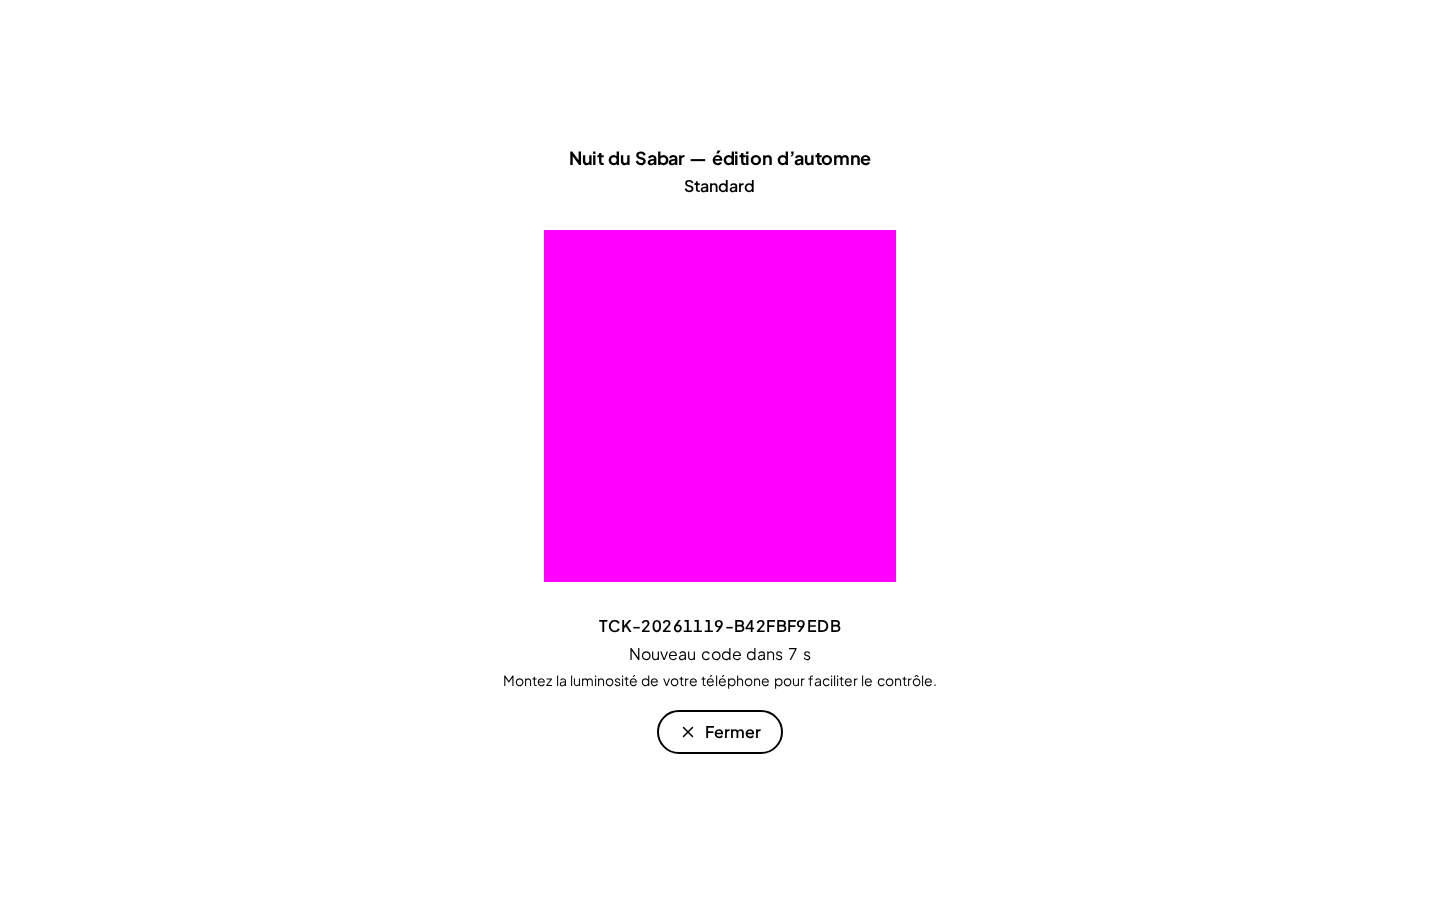 Nuit du Sabar — édition d’automne
Standard
TCK-20261119-B42FBF9EDB
Nouveau code dans 7 s
Montez la luminosité de votre téléphone pour faciliter le contrôle.
Fermer